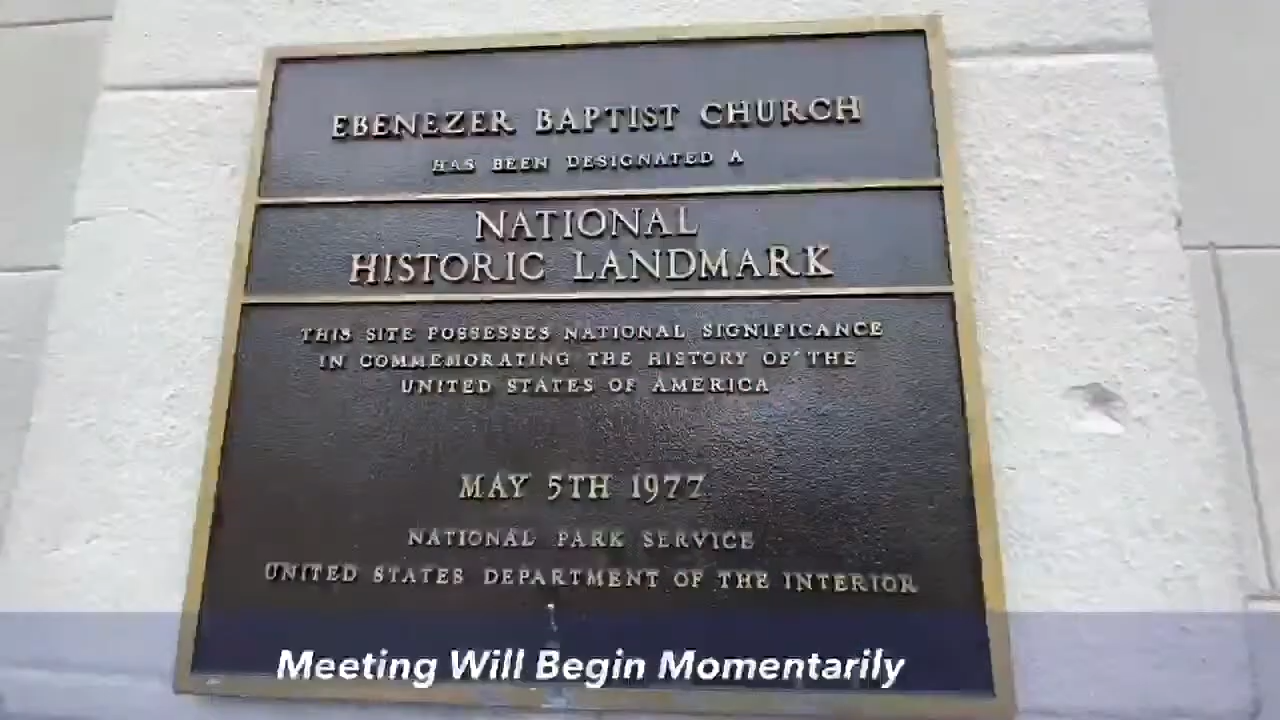 EBENEZER BAPTIST CHURCH
HAS BEEN DESIGNATED A
NATIONAL
HISTORIC LANDMARK
THIS SITE POSSESSES NATIONAL SIGNIFICANCE
IN COMMEMORATING THE HISTORY OF THE
UNITED STATES OF AMERICA
MAY 5TH 1977
NATIONAL PARK SERVICE
UNITED STATES DEPARTMENT OF THE INTERIOR
Meeting Will Begin Momentarily